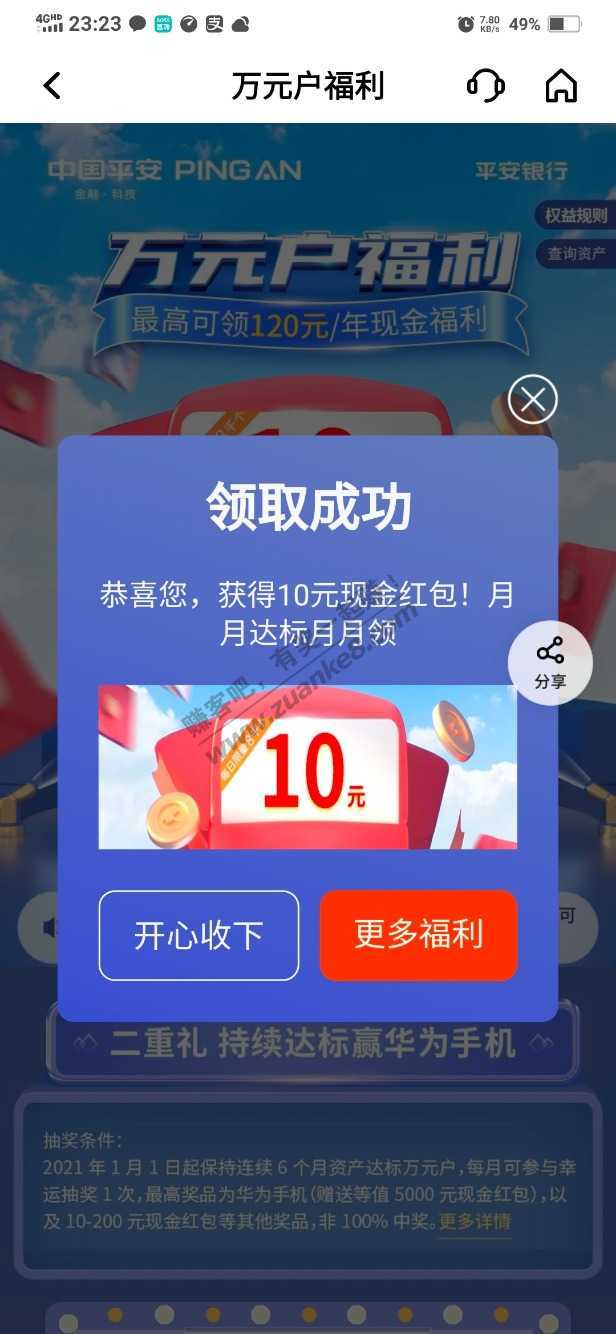 4GHD 23:23 7.80 KB/s 49%
万元户福利
中国平安 PING AN
金融·科技
平安银行
权益规则
万元户福利
查询资产
最高可领120元/年现金福利
领取成功
恭喜您，获得10元现金红包！月
月达标月月领
分享
赚客吧，有奖一起赚！
www.zuanke8.com
10元
开心收下
更多福利
可
二重礼 持续达标赢华为手机
抽奖条件：
2021 年 1 月 1 日起保持连续 6 个月资产达标万元户，每月可参与幸
运抽奖 1 次，最高奖品为华为手机（赠送等值 5000 元现金红包），以
及 10-200 元现金红包等其他奖品，非 100% 中奖。更多详情